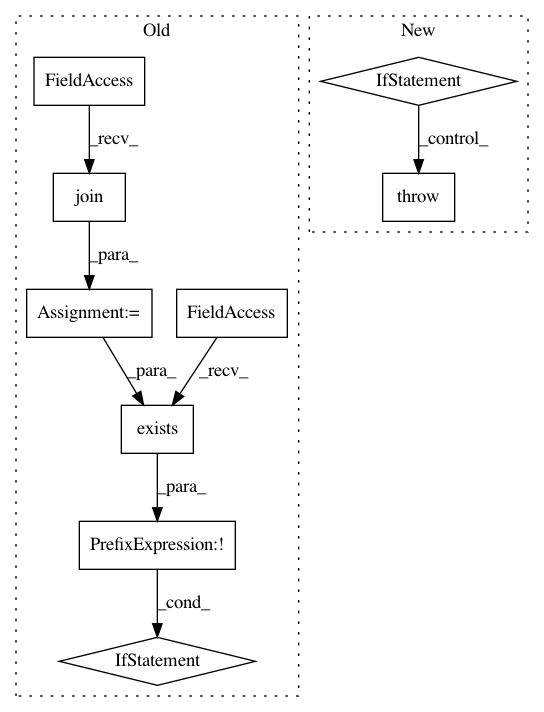 Old
New
FieldAccess
IfStatement
_recv_
_control_
join
throw
_para_
Assignment:=
FieldAccess
_para_
_recv_
exists
_para_
PrefixExpression:!
_cond_
IfStatement